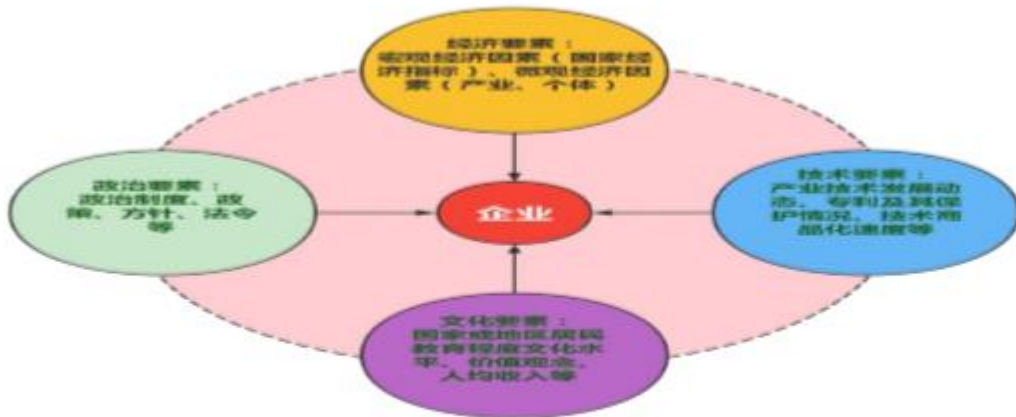 经济要素：
宏观经济因素（国家经
济指标）、微观经济因
素（产业、个体）
政治要素：
政治制度、政
策、方针、法令
等
企业
技术要素：
产业技术发展动
态、专利及其保
护情况、技术商
品化速度等
文化要素：
国家或地区居民
教育程度文化水
平、价值观念、
人均收入等